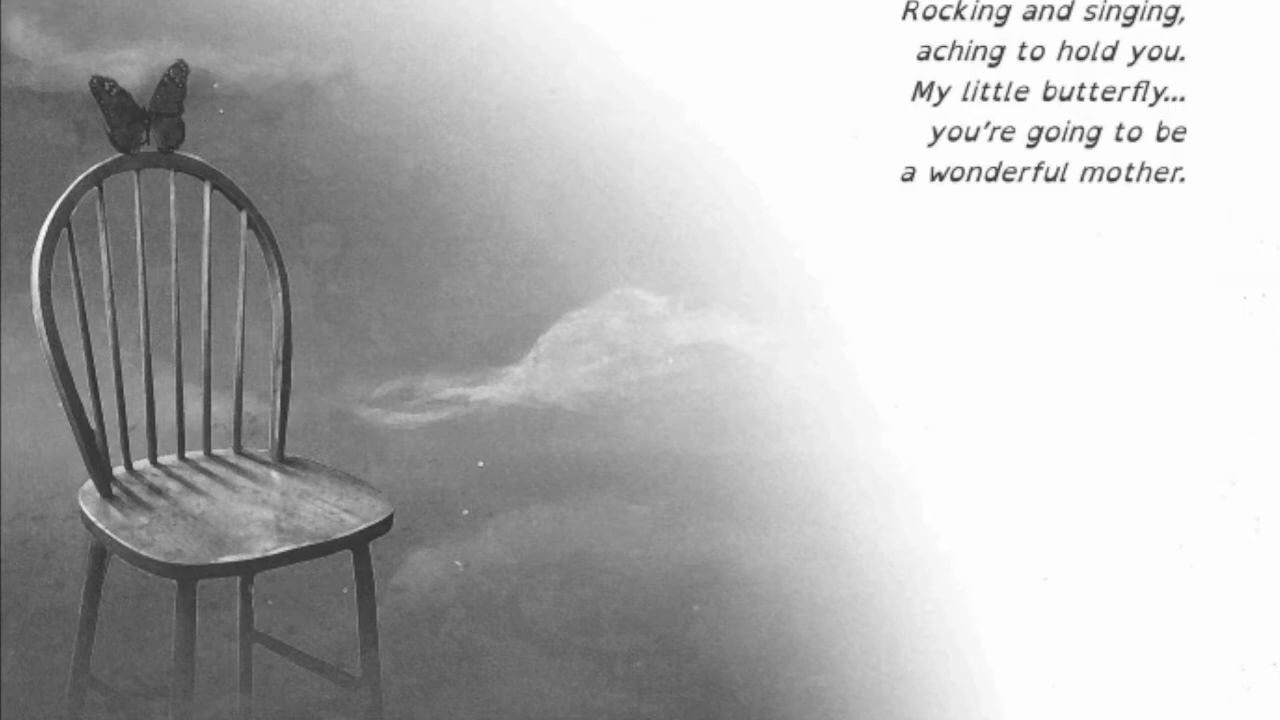 Rocking and singing,
aching to hold you.
My little butterfly...
you're going to be
a wonderful mother.